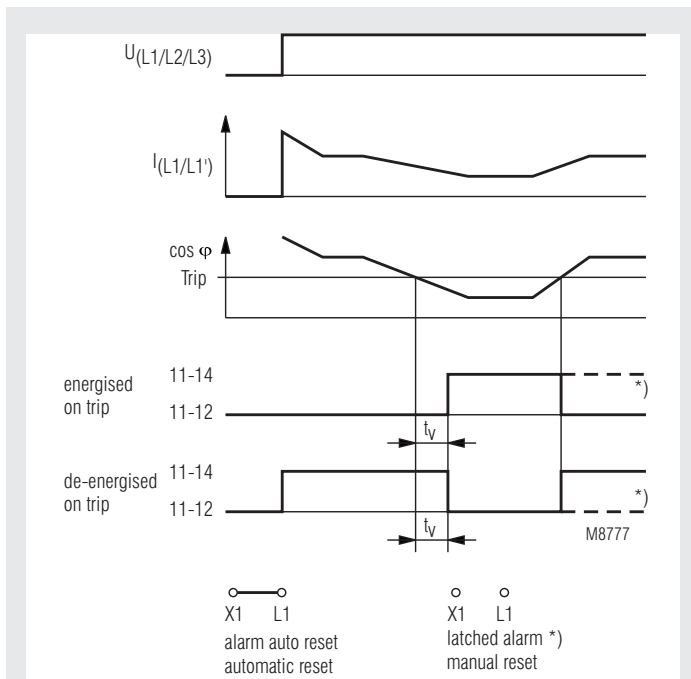 U(L1/L2/L3)
I(L1/L1')
cos φ
Trip
energised
on trip
11-14
11-12
*)
tv
de-energised
on trip
11-14
11-12
*)
tv
M8777
X1 L1
alarm auto reset
automatic reset
X1 L1
latched alarm *)
manual reset